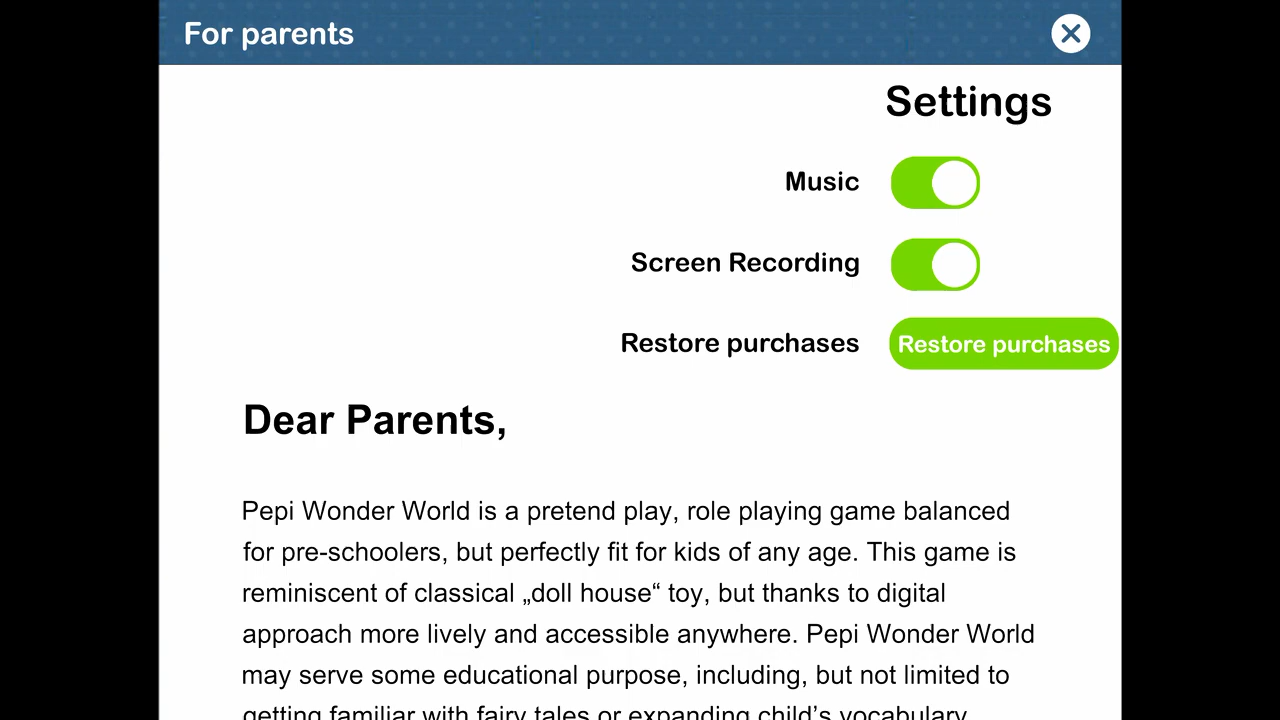 For parents
Settings
Music
Screen Recording
Restore purchases Restore purchases
Dear Parents,
Pepi Wonder World is a pretend play, role playing game balanced
for pre-schoolers, but perfectly fit for kids of any age. This game is
reminiscent of classical „doll house“ toy, but thanks to digital
approach more lively and accessible anywhere. Pepi Wonder World
may serve some educational purpose, including, but not limited to
getting familiar with fairy tales or expanding child’s vocabulary.